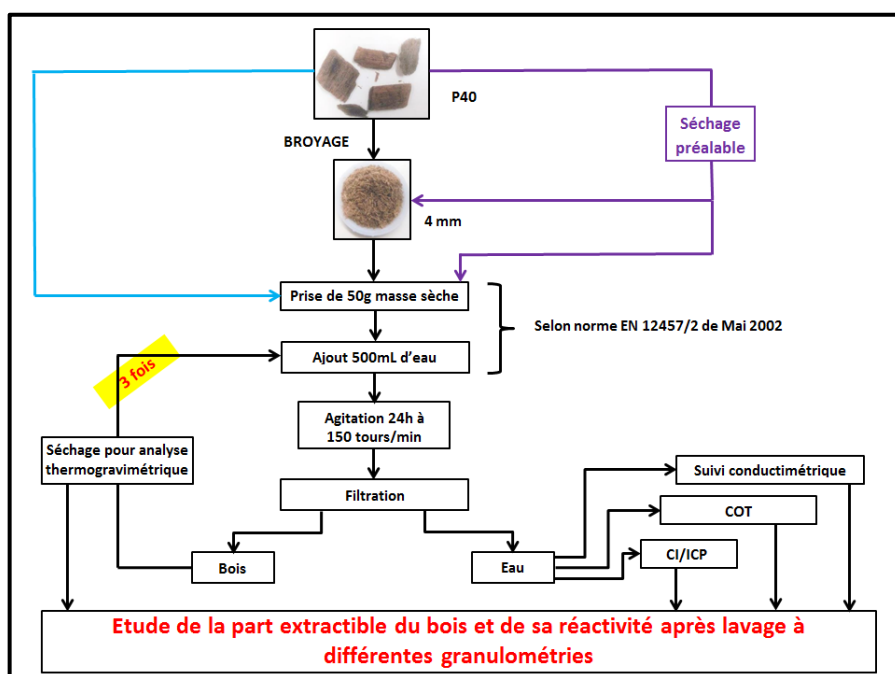 P40
BROYAGE
Séchage
préalable
4 mm
Prise de 50g masse sèche
Selon norme EN 12457/2 de Mai 2002
Ajout 500mL d'eau
3 fois
Agitation 24h à
150 tours/min
Séchage pour analyse
thermogravimétrique
Suivi conductimétrique
Filtration
COT
CI/ICP
Bois
Eau
Etude de la part extractible du bois et de sa réactivité après lavage à
différentes granulométries